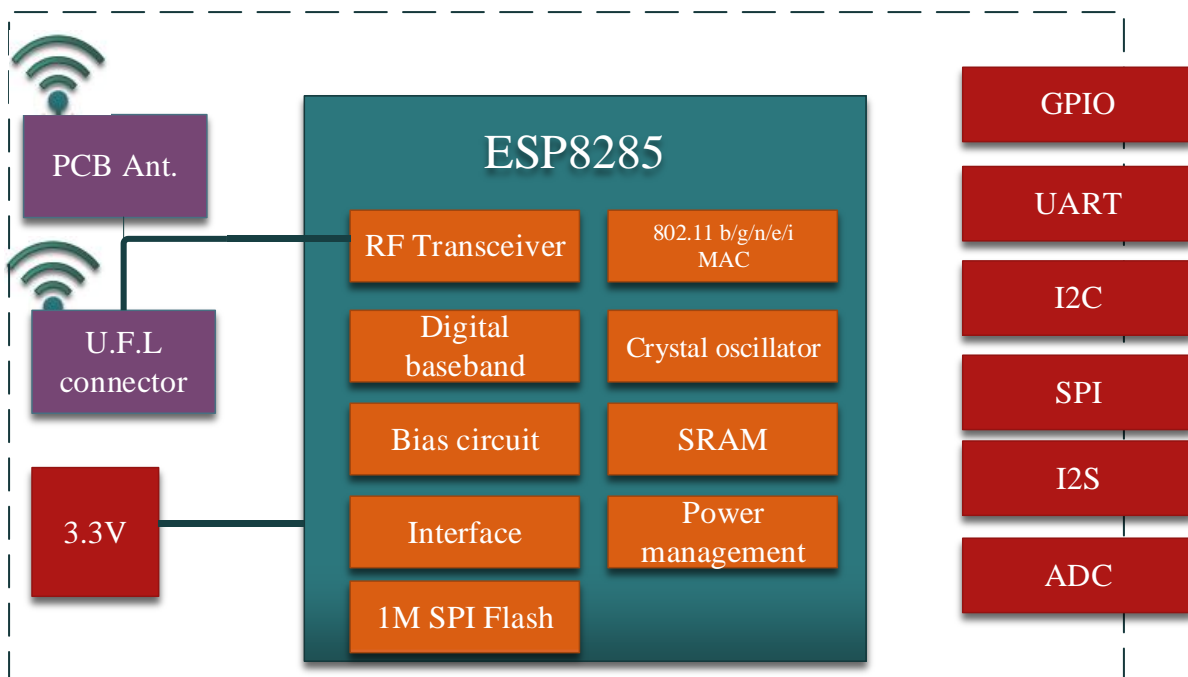 PCB Ant.
U.F.L
connector
3.3V
ESP8285
RF Transceiver
802.11 b/g/n/e/i
MAC
Digital
baseband
Crystal oscillator
Bias circuit
SRAM
Interface
Power
management
1M SPI Flash
GPIO
UART
I2C
SPI
I2S
ADC